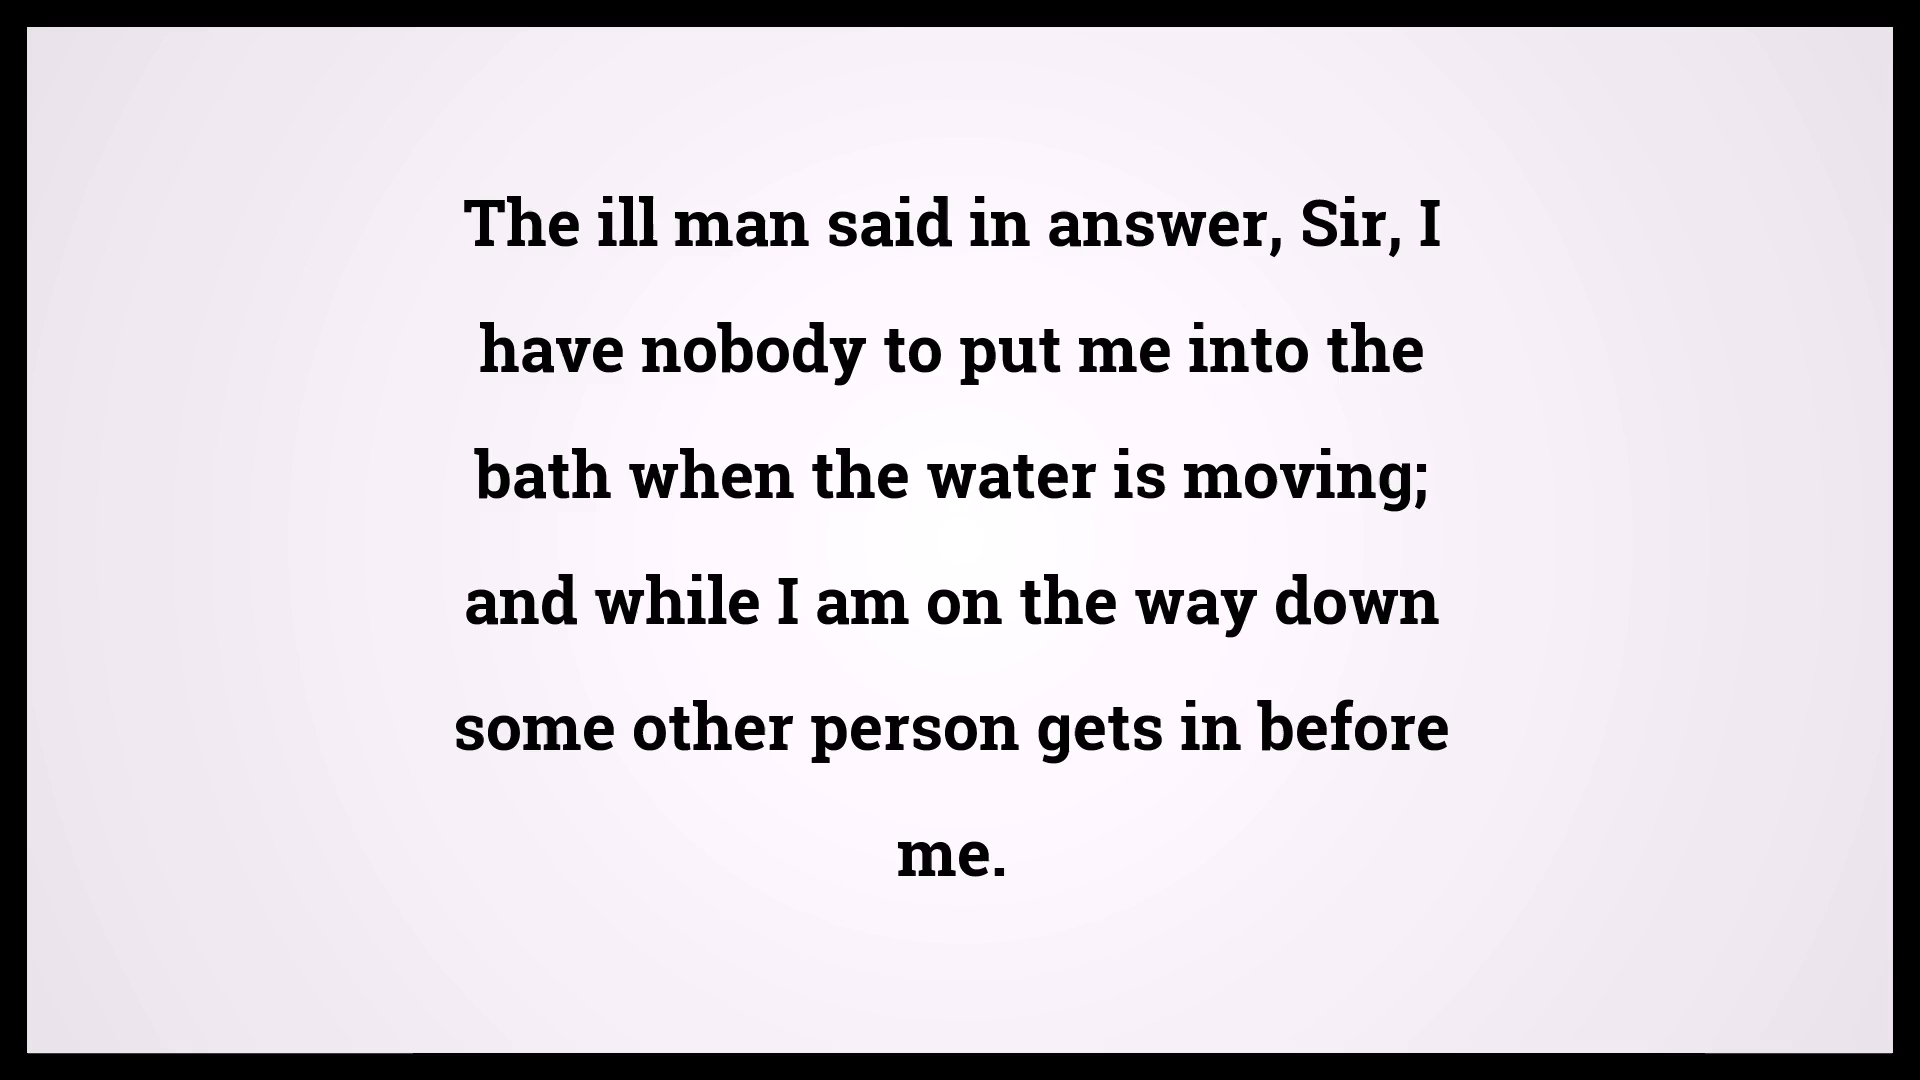 The ill man said in answer, Sir, I
have nobody to put me into the
bath when the water is moving;
and while I am on the way down
some other person gets in before
me.